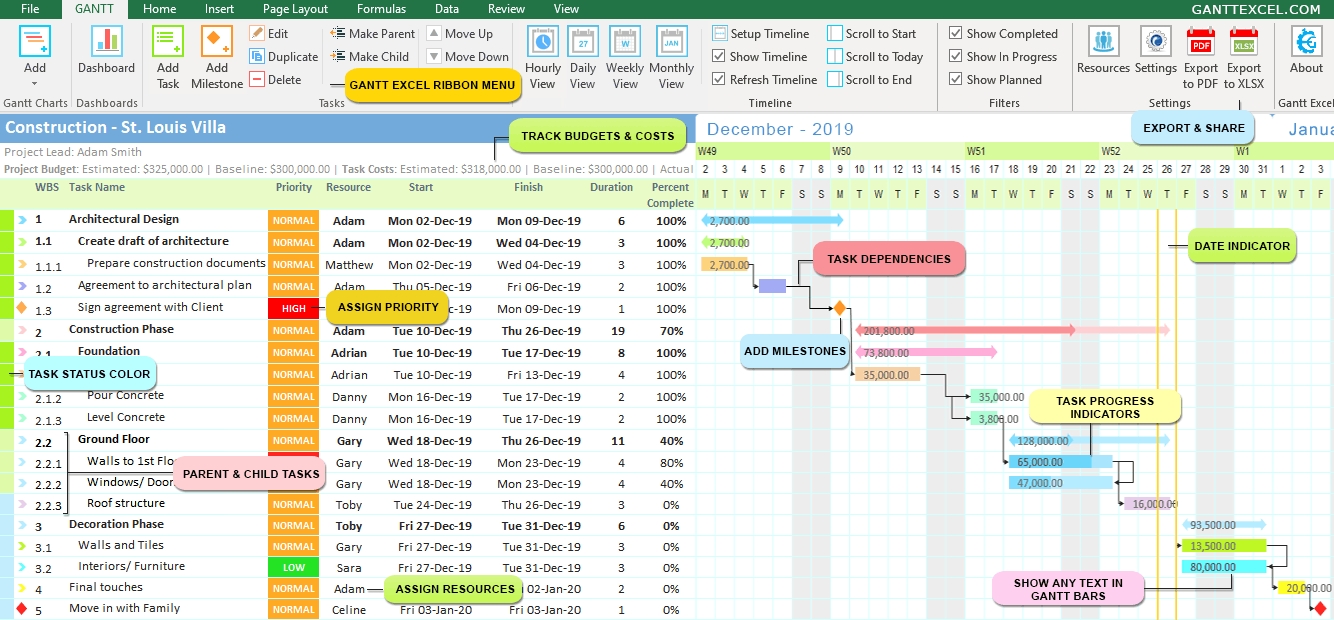 File GANTT Home Insert Page Layout Formulas Data Review View GANTTEXCEL.COM
Edit Make Parent Move Up Setup Timeline Scroll to Start Show Completed
Duplicate Make Chi Move Down Show Timeline Scroll to Today Show In Progress
Delete Refresh Timeline Scroll to End Show Planned
Add Dashboard Add Task Add Milestone Hourly View Daily View Weekly View Monthly View Resources Settings Export to PDF Export to XLSX About
27 W JAN PDF XLSX
GANTT EXCEL RIBBON MENU
Gantt Charts Dashboards Tasks Timeline Filters Settings Gantt Excel
Construction - St. Louis Villa
TRACK BUDGETS & COSTS
December - 2019
EXPORT & SHARE
Janua
Project Lead: Adam Smith
W49 W50 W51 W52 W1
Project Budget: Estimated: $325,000.00 | Baseline: $300,000.00 | Task Costs: Estimated: $318,000.00 | Baseline: $300,000.00 | Actual
2 3 4 5 6 7 8 9 10 11 12 13 14 15 16 17 18 19 20 21 22 23 24 25 26 27 28 29 30 31 1 2 3
WBS Task Name Priority Resource Start Finish Duration Percent Complete
M T W T F S S M T W T F S S M T W T F S S M T W T F S S M T W T F
1 Architectural Design NORMAL Adam Mon 02-Dec-19 Mon 09-Dec-19 6 100% 2,700.00
1.1 Create draft of architecture NORMAL Adam Mon 02-Dec-19 Wed 04-Dec-19 3 100% 2,700.00
DATE INDICATOR
1.1.1 Prepare construction documents NORMAL Matthew Mon 02-Dec-19 Wed 04-Dec-19 3 100% 2,700.00
TASK DEPENDENCIES
1.2 Agreement to architectural plan NORMAL Adam Thu 05-Dec-19 Fri 06-Dec-19 2 100%
1.3 Sign agreement with Client HIGH c-19 Mon 09-Dec-19 1 100%
ASSIGN PRIORITY
2 Construction Phase NORMAL Adam Tue 10-Dec-19 Thu 26-Dec-19 19 70% 201,800.00
2.1 Foundation NORMAL Adrian Tue 10-Dec-19 Tue 17-Dec-19 8 100% 73,800.00
ADD MILESTONES
TASK STATUS COLOR
NORMAL Adrian Tue 10-Dec-19 Fri 13-Dec-19 4 100% 35,000.00
2.1.2 Pour Concrete NORMAL Danny Mon 16-Dec-19 Tue 17-Dec-19 2 100% 35,000.00
TASK PROGRESS
INDICATORS
2.1.3 Level Concrete NORMAL Danny Mon 16-Dec-19 Tue 17-Dec-19 2 100% 3,800.00
2.2 Ground Floor NORMAL Gary Wed 18-Dec-19 Thu 26-Dec-19 11 40% 128,000.00
2.2.1 Walls to 1st Flo Gary Wed 18-Dec-19 Mon 23-Dec-19 4 80% 65,000.00
PARENT & CHILD TASKS
2.2.2 Windows/ Door Gary Wed 18-Dec-19 Mon 23-Dec-19 4 40% 47,000.00
2.2.3 Roof structure NORMAL Toby Tue 24-Dec-19 Thu 26-Dec-19 3 0% 16,000.00
3 Decoration Phase NORMAL Toby Fri 27-Dec-19 Tue 31-Dec-19 6 0% 93,500.00
3.1 Walls and Tiles NORMAL Gary Fri 27-Dec-19 Tue 31-Dec-19 3 0% 13,500.00
3.2 Interiors/ Furniture LOW Sara Fri 27-Dec-19 Tue 31-Dec-19 3 0% 80,000.00
4 Final touches NORMAL Adam 02-Jan-20 2 0% 20,000.00
ASSIGN RESOURCES
SHOW ANY TEXT IN
GANTT BARS
5 Move in with Family NORMAL Celine Fri 03-Jan-20 Fri 03-Jan-20 1 0%